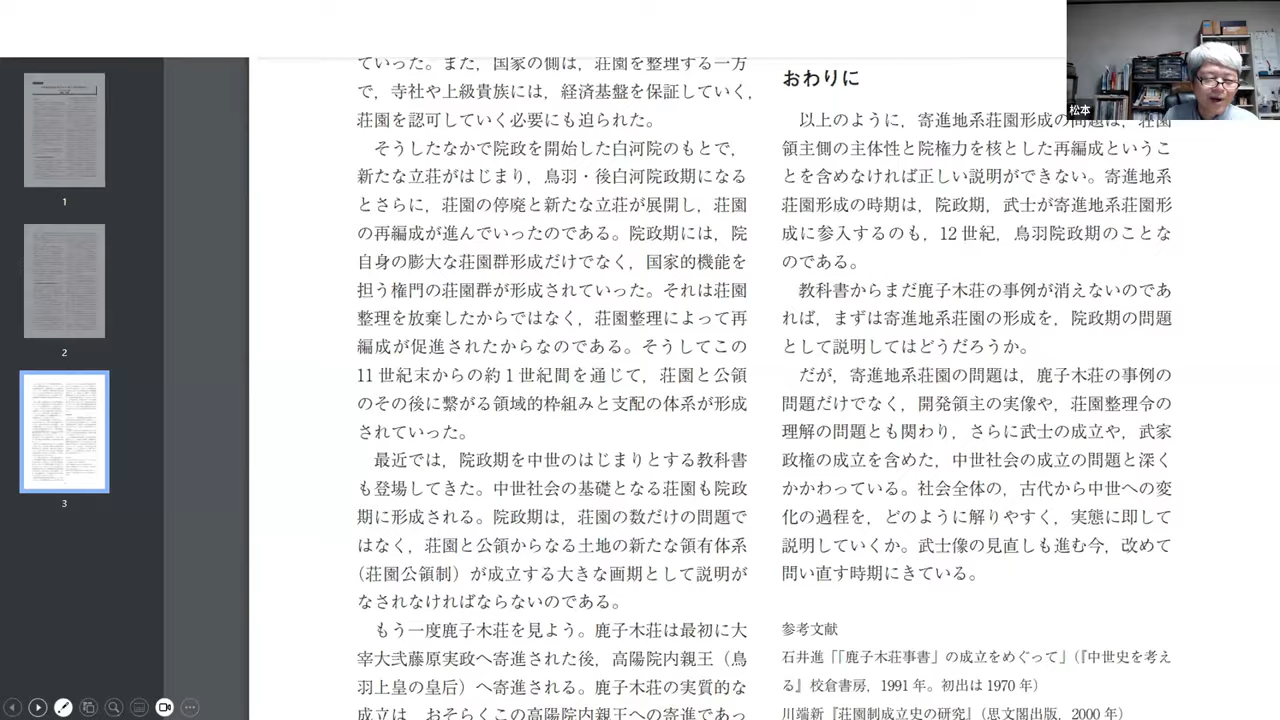 ていった。また，国家の側は，荘園を整理する一方
で，寺社や上級貴族には，経済基盤を保証していく，
荘園を認可していく必要にも迫られた。
そうしたなかで院政を開始した白河院のもとで，
新たな立荘がはじまり，鳥羽・後白河院政期になる
とさらに，荘園の停廃と新たな立荘が展開し，荘園
の再編成が進んでいったのである。院政期には，院
自身の膨大な荘園群形成だけでなく，国家的機能を
担う権門の荘園群が形成されていった。それは荘園
整理を放棄したからではなく，荘園整理によって再
編成が促進されたからなのである。そうしてこの
11世紀末からの約1世紀間を通じて，荘園と公領
のその後に繋がる領域的枠組みと支配の体系が形成
されていった。
最近では，院政を中世のはじまりとする教科書
も登場してきた。中世社会の基礎となる荘園も院政
期に形成される。院政期は，荘園の数だけの問題で
はなく，荘園と公領からなる土地の新たな領有体系
（荘園公領制）が成立する大きな画期として説明が
なされなければならないのである。
もう一度鹿子木荘を見よう。鹿子木荘は最初に大
宰大弐藤原実政へ寄進された後，高陽院内親王（鳥
羽上皇の皇后）へ寄進される。鹿子木荘の実質的な
成立は，おそらくこの高陽院内親王への寄進であっ
おわりに
以上のように，寄進地系荘園形成の問題は，荘園
領主側の主体性と院権力を核とした再編成というこ
とを含めなければ正しい説明ができない。寄進地系
荘園形成の時期は，院政期，武士が寄進地系荘園形
成に参入するのも，12世紀，鳥羽院政期のことな
のである。
教科書からまだ鹿子木荘の事例が消えないのであ
れば，まずは寄進地系荘園の形成を，院政期の問題
として説明してはどうだろうか。
だが，寄進地系荘園の問題は，鹿子木荘の事例の
問題だけでなく，開発領主の実像や，荘園整理令の
理解の問題とも関わり，さらに武士の成立や，武家
政権の成立を含めた，中世社会の成立の問題と深く
かかわっている。社会全体の，古代から中世への変
化の過程を，どのように解りやすく，実態に即して
説明していくか。武士像の見直しも進む今，改めて
問い直す時期にきている。
参考文献
石井進「「鹿子木荘事書」の成立をめぐって」（『中世史を考え
る』校倉書房，1991年。初出は1970年）
川端新『荘園制成立史の研究』（思文閣出版，2000年）
松本
1
2
3